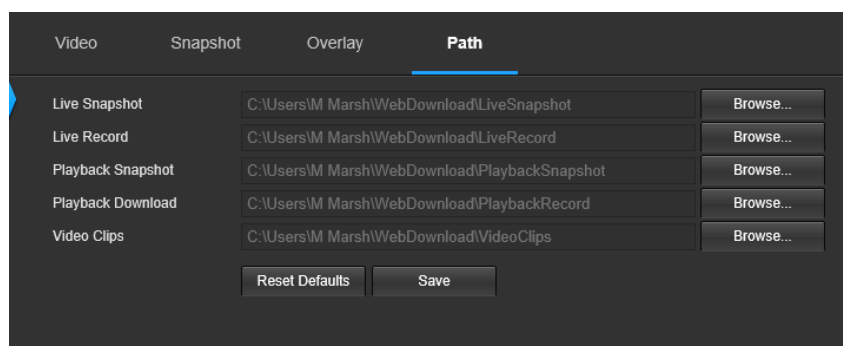 Video Snapshot Overlay Path
Live Snapshot C:\Users\M Marsh\WebDownload\LiveSnapshot Browse...
Live Record C:\Users\M Marsh\WebDownload\LiveRecord Browse...
Playback Snapshot C:\Users\M Marsh\WebDownload\PlaybackSnapshot Browse...
Playback Download C:\Users\M Marsh\WebDownload\PlaybackRecord Browse...
Video Clips C:\Users\M Marsh\WebDownload\VideoClips Browse...
Reset Defaults Save